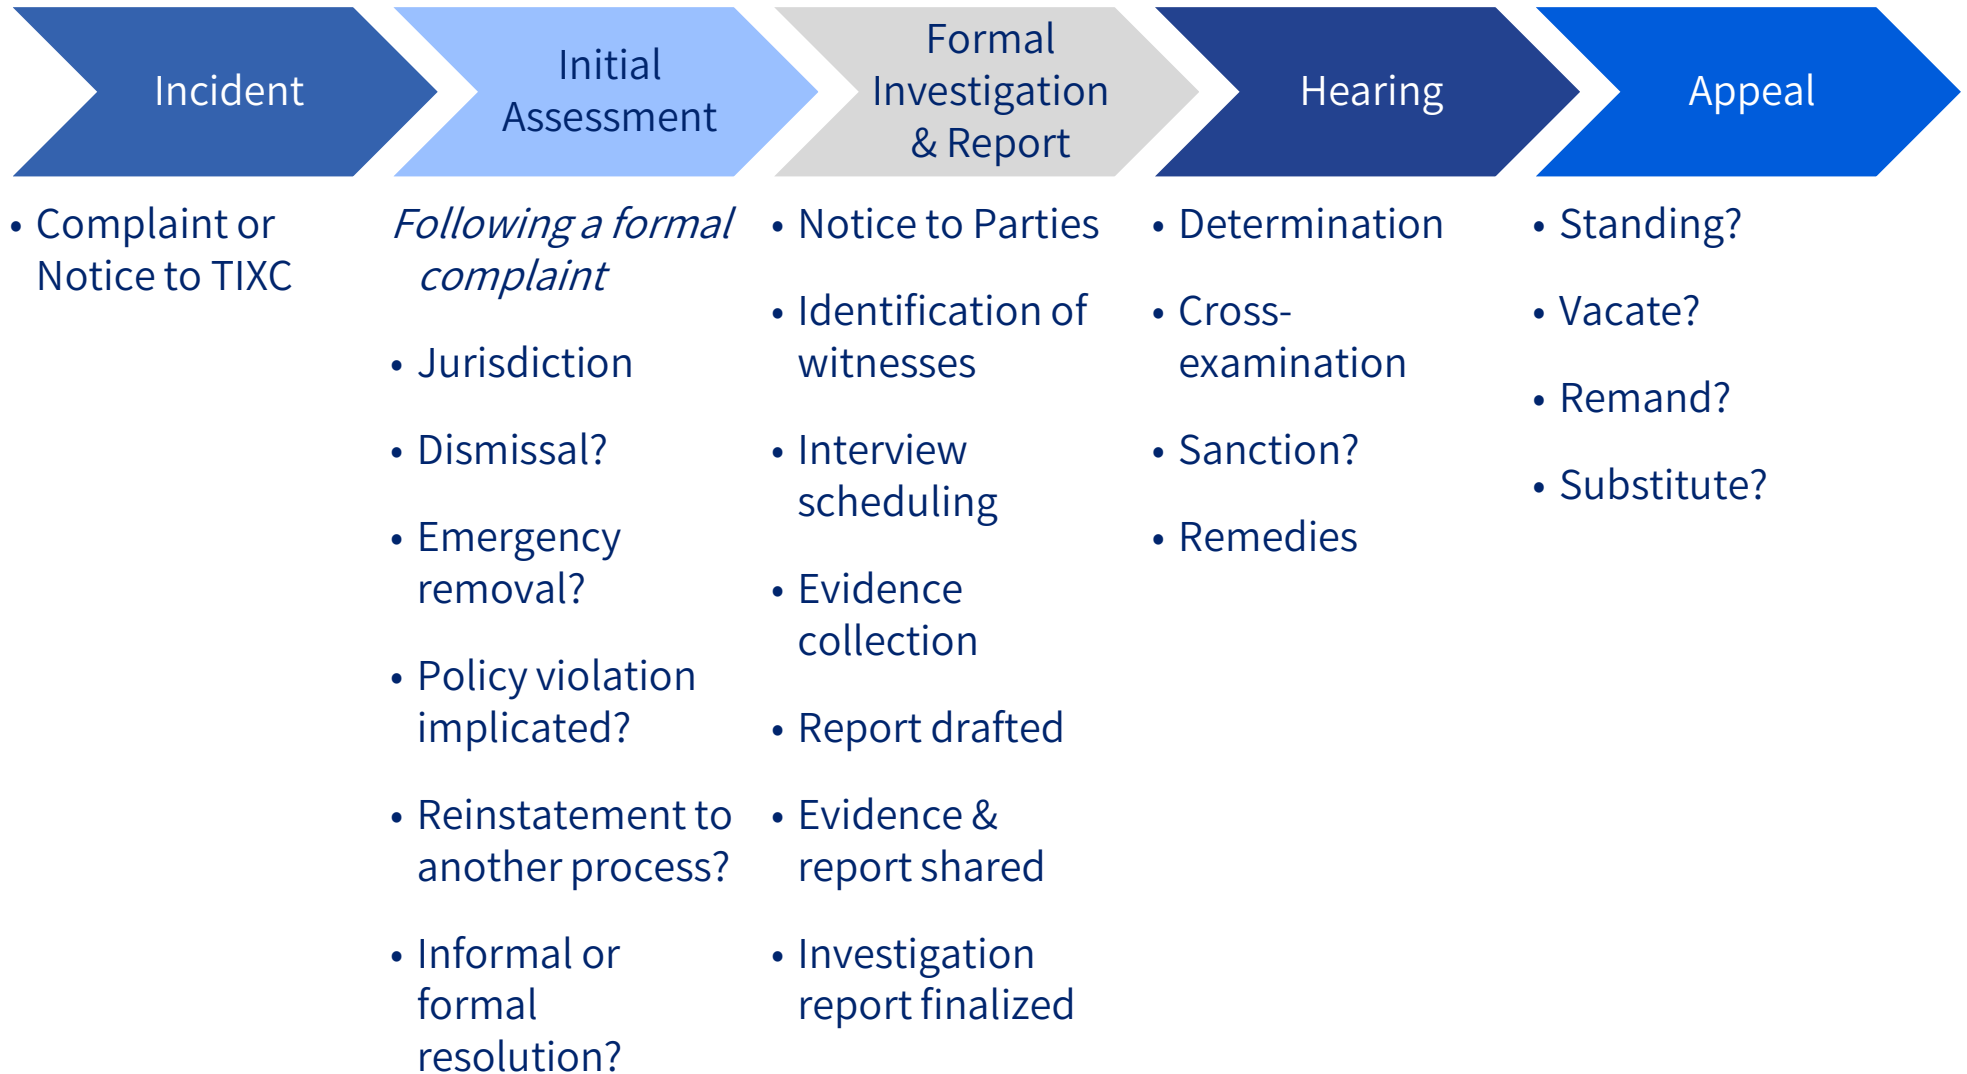 Incident
Initial
Assessment
Formal
Investigation
& Report
Hearing
Appeal
• Complaint or
Notice to TIXC
Following a formal
complaint
• Jurisdiction
• Dismissal?
• Emergency
removal?
• Policy violation
implicated?
• Reinstatement to
another process?
• Informal or
formal
resolution?
• Notice to Parties
• Identification of
witnesses
• Interview
scheduling
• Evidence
collection
• Report drafted
• Evidence &
report shared
• Investigation
report finalized
• Determination
• Cross-
examination
• Sanction?
• Remedies
• Standing?
• Vacate?
• Remand?
• Substitute?